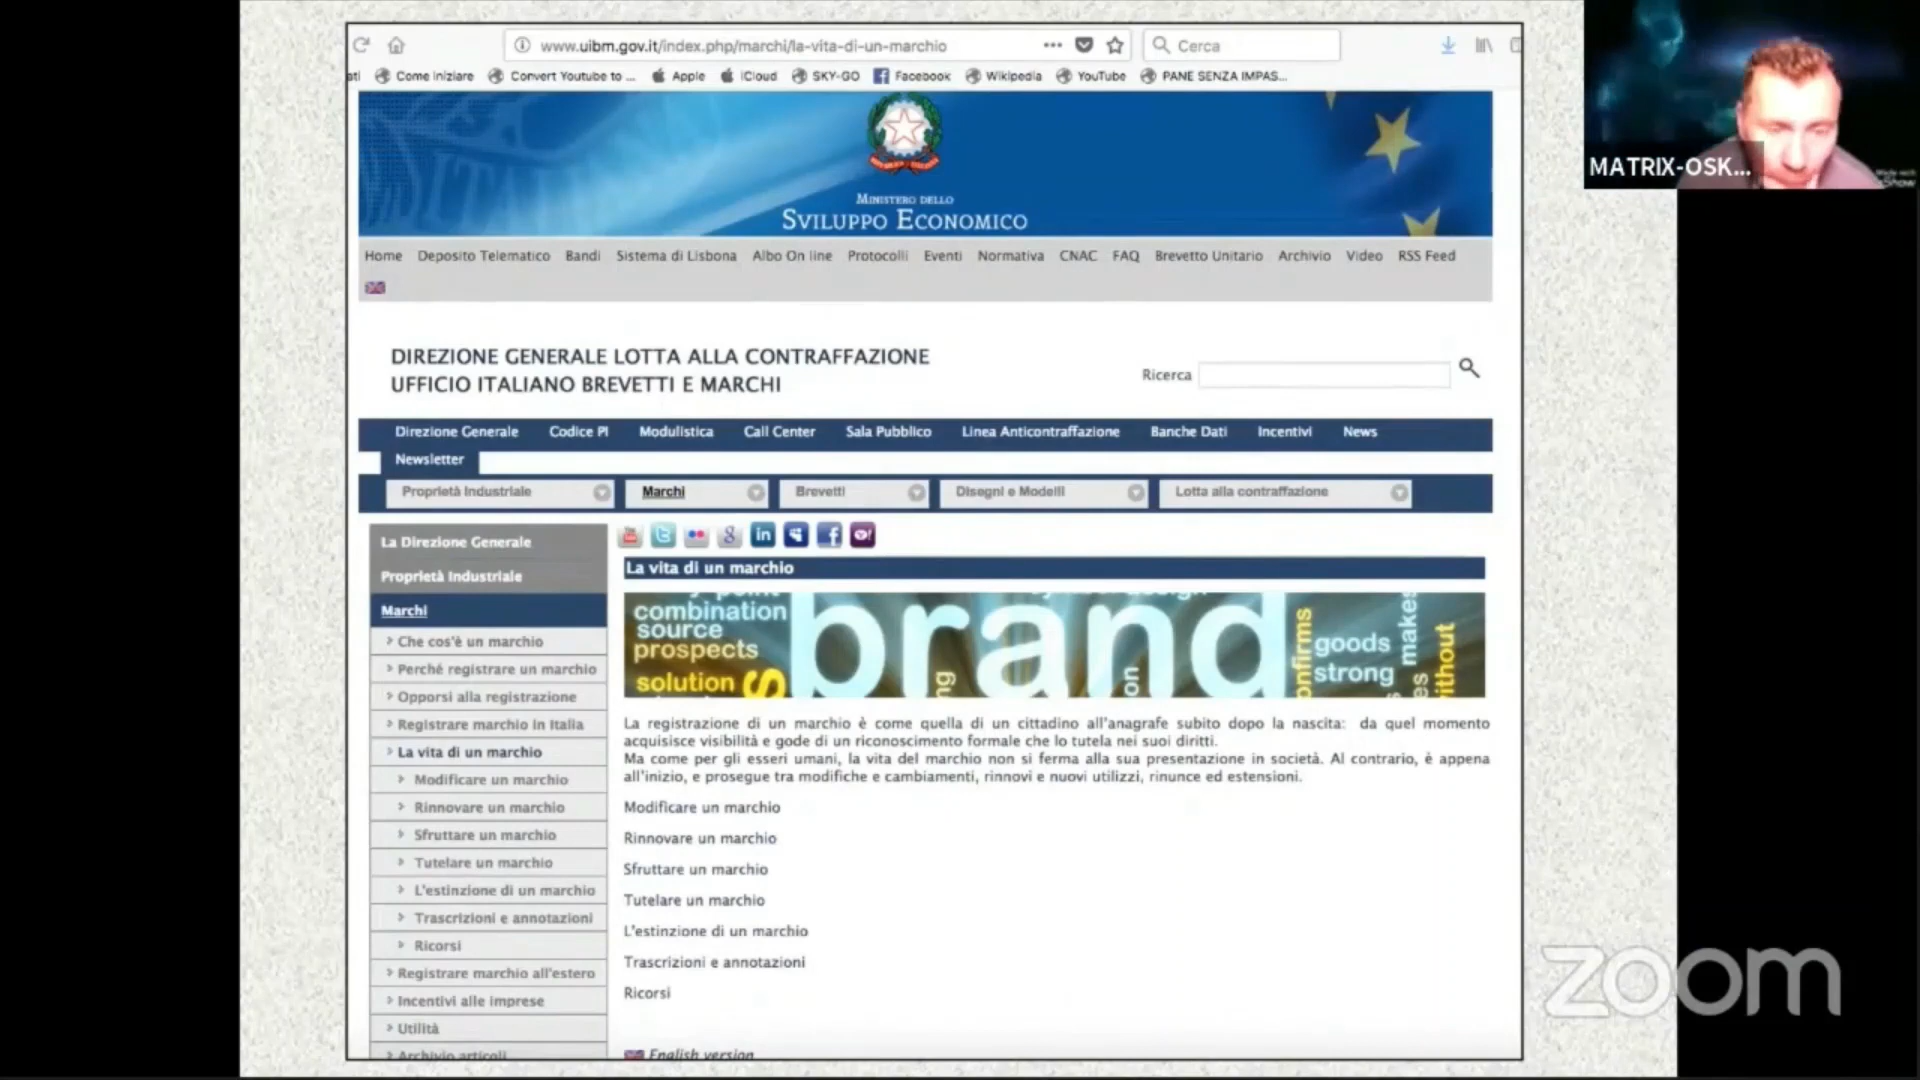 www.uibm.gov.it/index.php/marchi/la-vita-di-un-marchio
Cerca
Come iniziare Convert Youtube to ... Apple iCloud SKY-GO Facebook Wikipedia YouTube PANE SENZA IMPAS...
MINISTERO DELLO
SVILUPPO ECONOMICO
Home Deposito Telematico Bandi Sistema di Lisbona Albo On line Protocolli Eventi Normativa CNAC FAQ Brevetto Unitario Archivio Video RSS Feed
DIREZIONE GENERALE LOTTA ALLA CONTRAFFAZIONE
UFFICIO ITALIANO BREVETTI E MARCHI
Ricerca
Direzione Generale Codice PI Modulistica Call Center Sala Pubblico Linea Anticontraffazione Banche Dati Incentivi News
Newsletter
Proprietà Industriale Marchi Brevetti Disegni e Modelli Lotta alla contraffazione
La Direzione Generale
Proprietà Industriale
Marchi
Che cos'è un marchio
Perché registrare un marchio
Opporsi alla registrazione
Registrare marchio in Italia
La vita di un marchio
Modificare un marchio
Rinnovare un marchio
Sfruttare un marchio
Tutelare un marchio
L'estinzione di un marchio
Trascrizioni e annotazioni
Ricorsi
Registrare marchio all'estero
Incentivi alle imprese
Utilità
Archivio articoli
La vita di un marchio
combination
source
prospects
solution
brand
goods
strong
makes
La registrazione di un marchio è come quella di un cittadino all'anagrafe subito dopo la nascita: da quel momento
acquisisce visibilità e gode di un riconoscimento formale che lo tutela nei suoi diritti.
Ma come per gli esseri umani, la vita del marchio non si ferma alla sua presentazione in società. Al contrario, è appena
all'inizio, e prosegue tra modifiche e cambiamenti, rinnovi e nuovi utilizzi, rinunce ed estensioni.
Modificare un marchio
Rinnovare un marchio
Sfruttare un marchio
Tutelare un marchio
L'estinzione di un marchio
Trascrizioni e annotazioni
Ricorsi
English version
MATRIX-OSK...
zoom